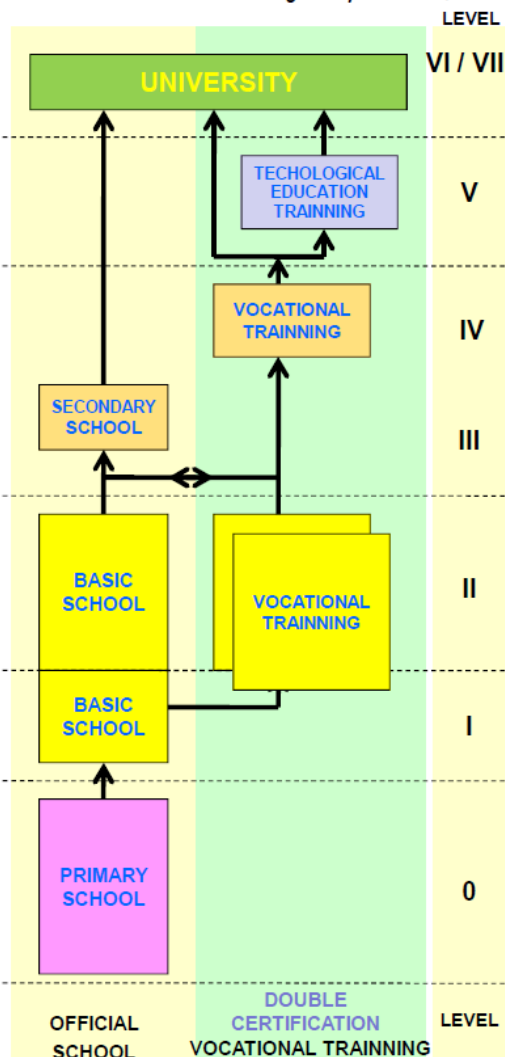 LEVEL
VI / VII
UNIVERSITY
TECHOLOGICAL
EDUCATION
TRAINNING
V
VOCATIONAL
TRAINNING
IV
SECONDARY
SCHOOL
III
BASIC
SCHOOL
VOCATIONAL
TRAINNING
II
BASIC
SCHOOL
I
PRIMARY
SCHOOL
0
OFFICIAL
SCHOOL
DOUBLE
CERTIFICATION
VOCATIONAL TRAINNING
LEVEL